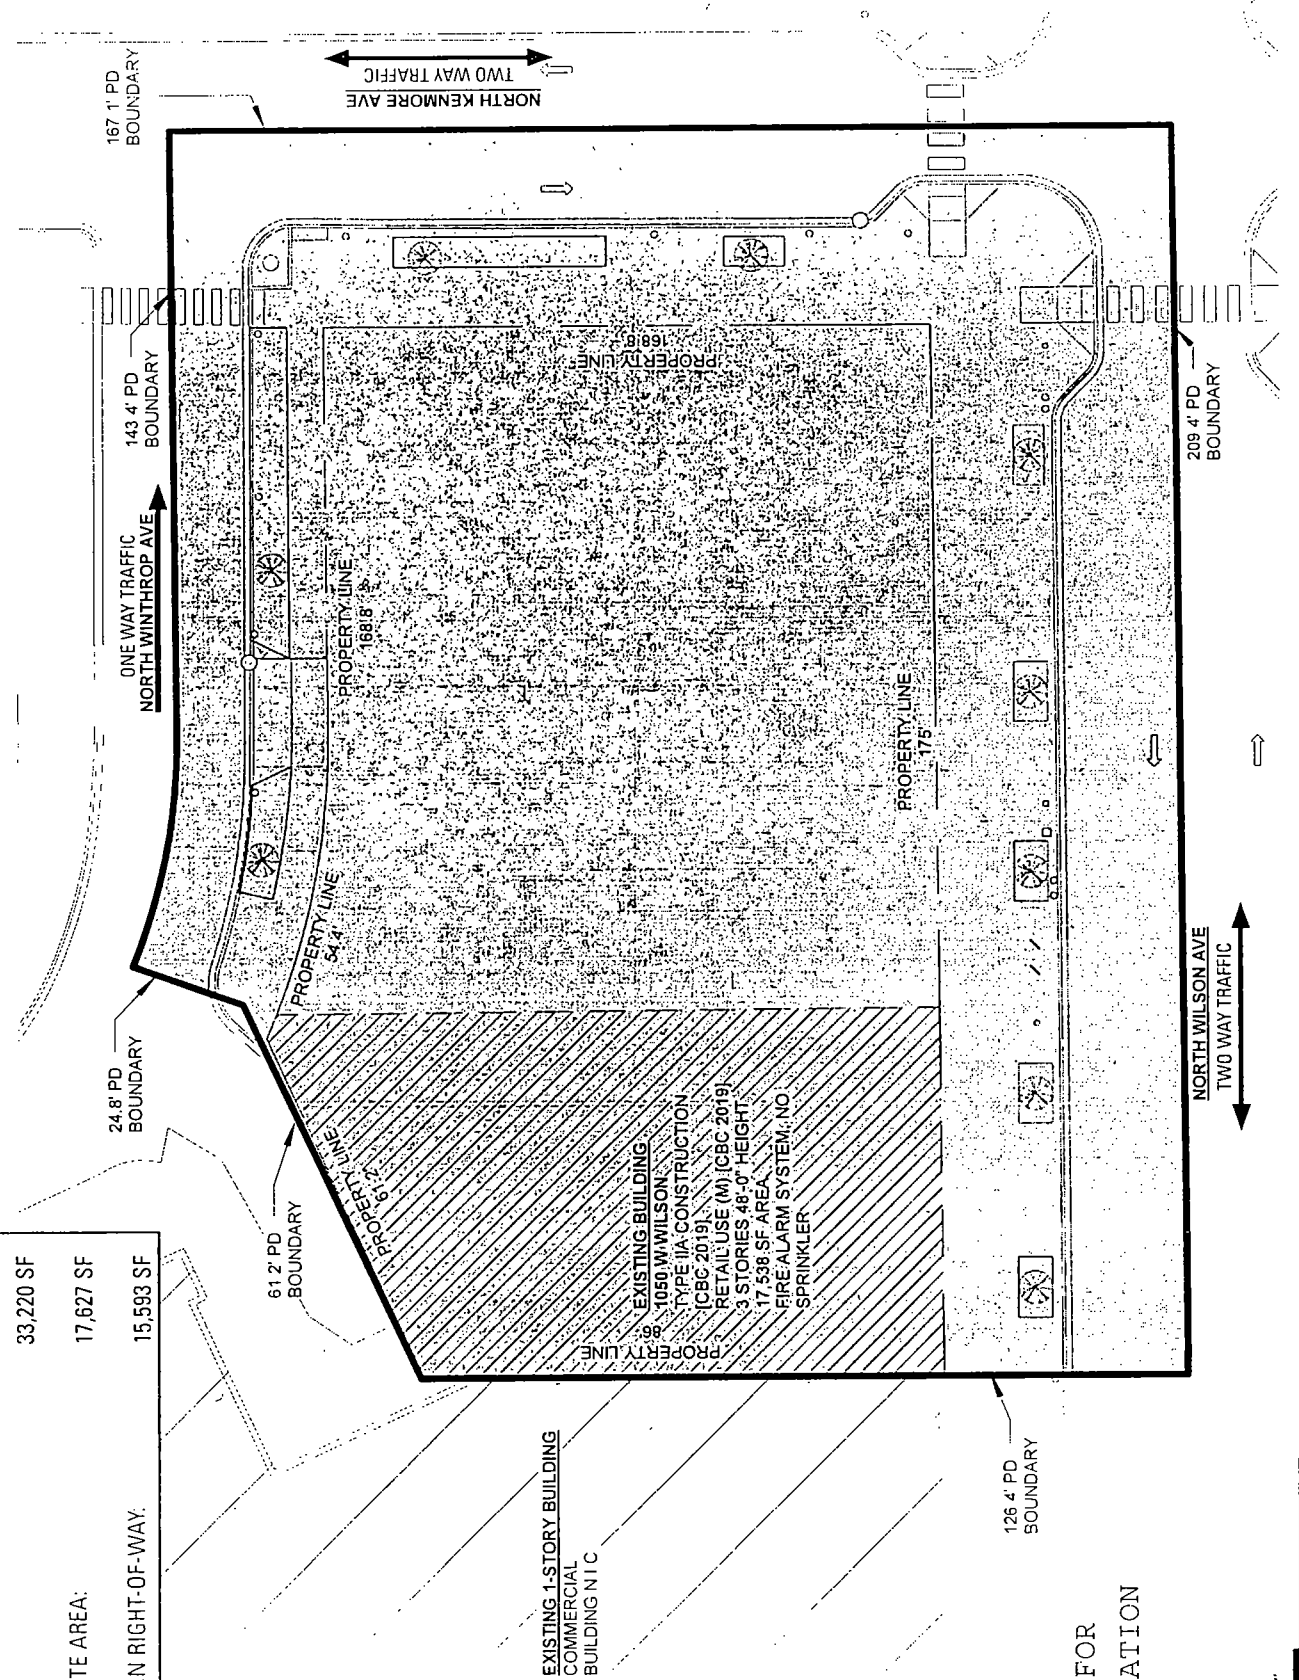 33,220 SF
TE AREA:
17,627 SF
N RIGHT-OF-WAY:
15,593 SF
167 1' PD
BOUNDARY
NORTH KENMORE AVE
TWO WAY TRAFFIC
143 4' PD
BOUNDARY
ONE WAY TRAFFIC
NORTH WINTHROP AVE
24.8' PD
BOUNDARY
61 2' PD
BOUNDARY
PROPERTY LINE
54.4'
PROPERTY LINE
PROPERTY LINE
PROPERTY LINE
61.2'
PROPERTY LINE
175'
PROPERTY LINE
86'
EXISTING BUILDING
1050 W WILSON
TYPE IIA CONSTRUCTION
[CBC 2019]
RETAIL USE (M) [CBC 2019]
3 STORIES 48'-0" HEIGHT
17,538 SF AREA
FIRE ALARM SYSTEM, NO
SPRINKLER
209 4' PD
BOUNDARY
NORTH WILSON AVE
TWO WAY TRAFFIC
126 4' PD
BOUNDARY
EXISTING 1-STORY BUILDING
COMMERCIAL
BUILDING N I C
FOR
ATION